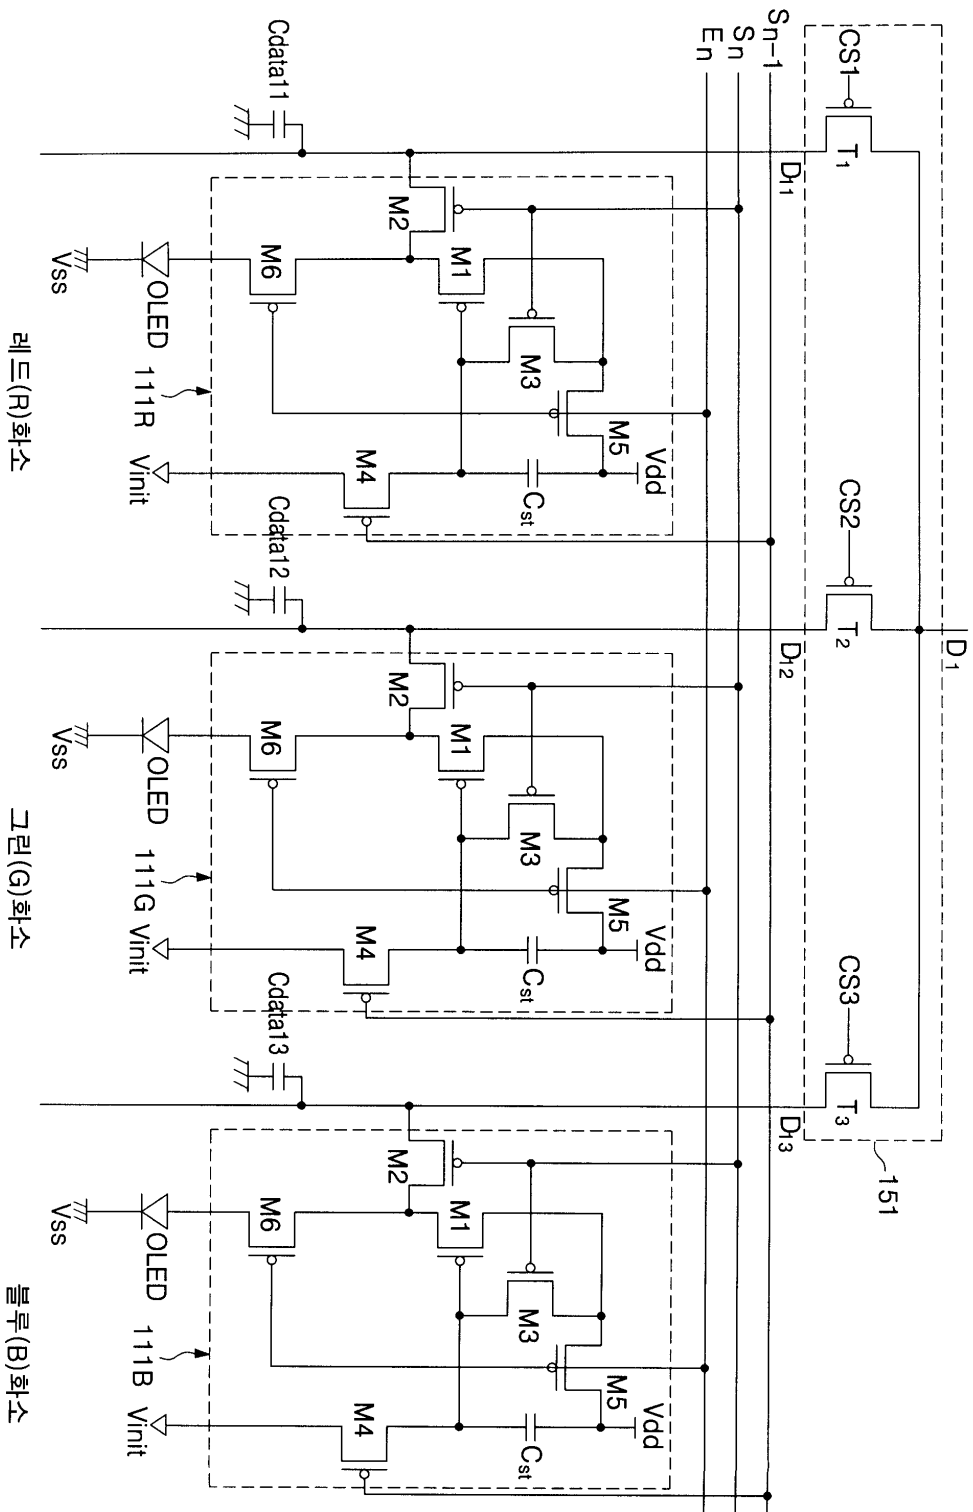 D1
CS1
T1
CS2
T2
CS3
T3
151
Sn-1
Sn
En
D11
D12
D13
Cdata11
M2
M1
M3
M5
Vdd
Cst
M4
M6
OLED
Vss
Vinit
111R
레드(R)화소
Cdata12
M2
M1
M3
M5
Vdd
Cst
M4
M6
OLED
Vss
Vinit
111G
그린(G)화소
Cdata13
M2
M1
M3
M5
Vdd
Cst
M4
M6
OLED
Vss
Vinit
111B
블루(B)화소